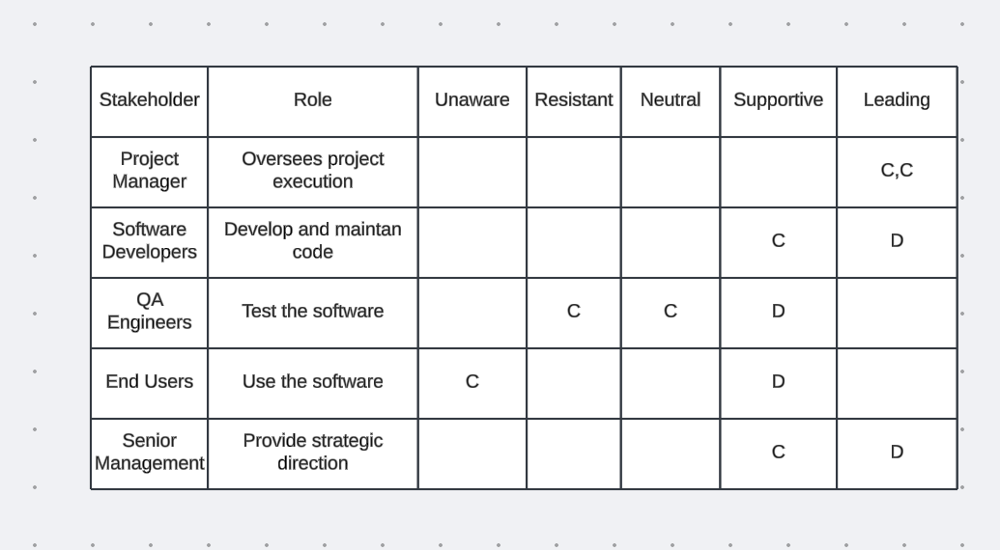 Stakeholder Role Unaware Resistant Neutral Supportive Leading
Project
Manager
Oversees project
execution
C,C
Software
Developers
Develop and maintan
code
C D
QA
Engineers
Test the software C C D
End Users Use the software C D
Senior
Management
Provide strategic
direction
C D